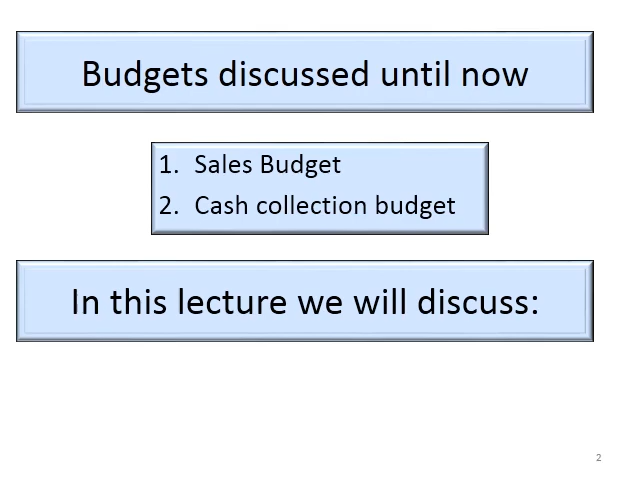 Budgets discussed until now
1. Sales Budget
2. Cash collection budget
In this lecture we will discuss:
2